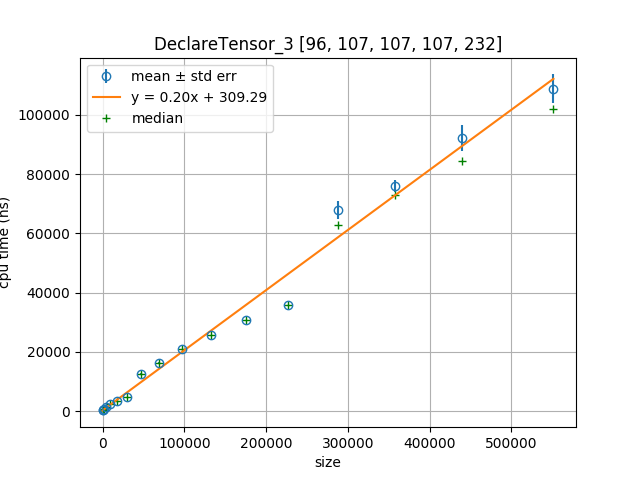 DeclareTensor_3 [96, 107, 107, 107, 232]
mean ± std err
y = 0.20x + 309.29
median
100000
80000
60000
40000
20000
0
cpu time (ns)
0 100000 200000 300000 400000 500000
size